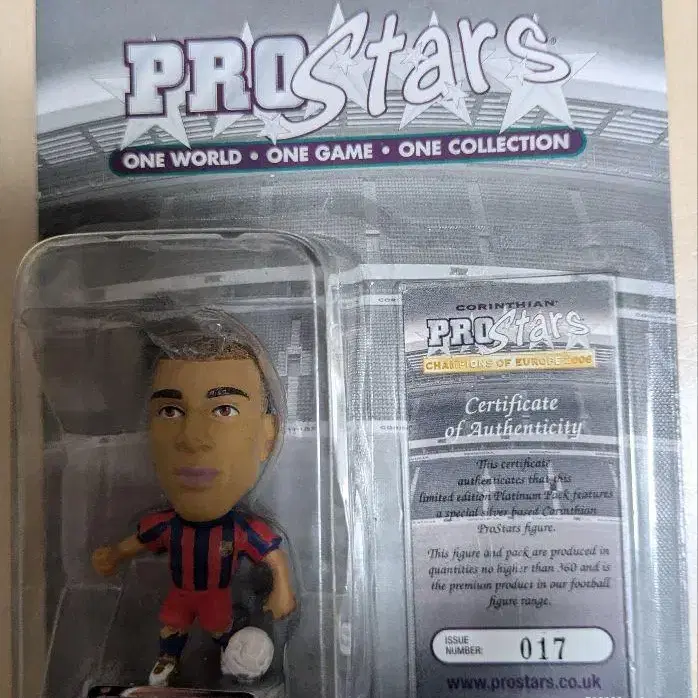 PROStars
ONE WORLD • ONE GAME • ONE COLLECTION
CORINTHIAN
PROStars
CHAMPIONS OF EUROPE 2006
Certificate
of Authenticity
This certificate
authenticates that this
limited edition Platinum Pack features
a special silver based Corinthian
ProStars figure.
This figure and pack are produced in
quantities no higher than 360 and is
the premium product in our football
figure range.
ISSUE
NUMBER: 017
www.prostars.co.uk